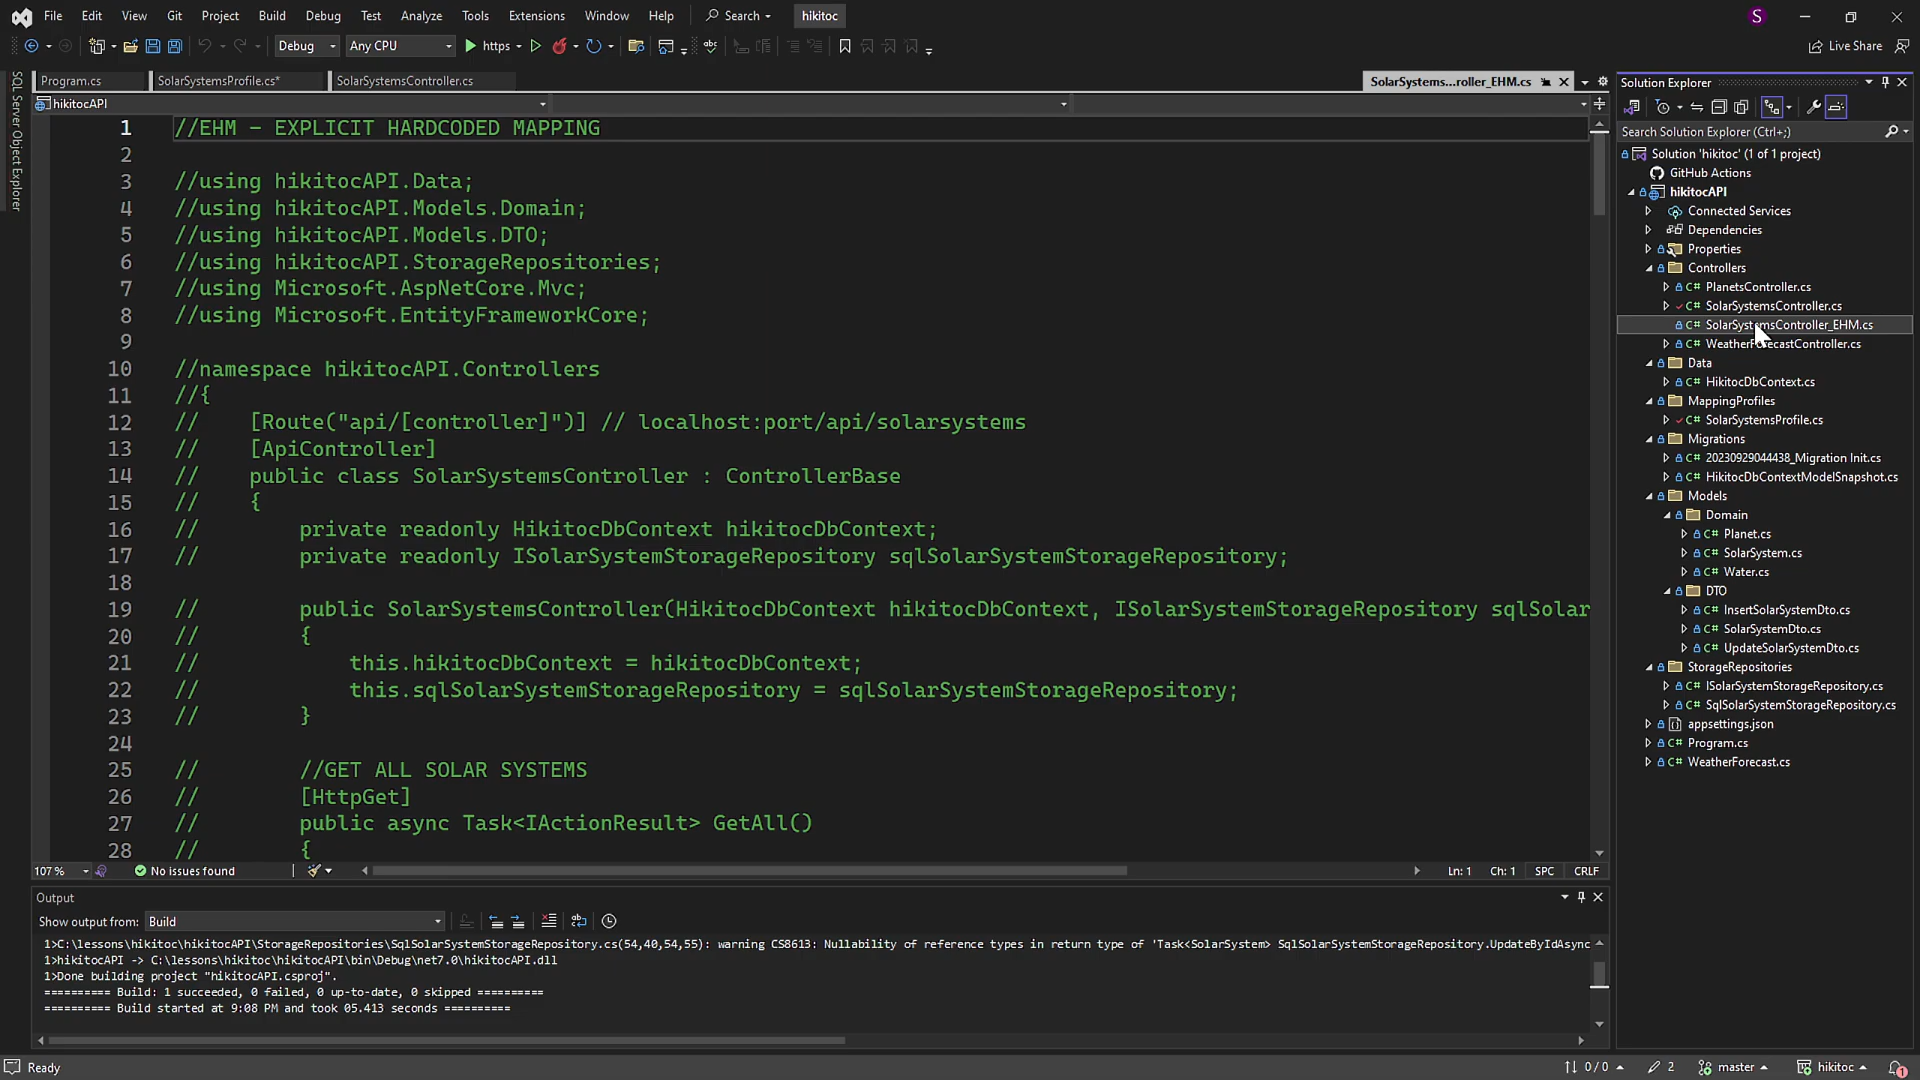 File Edit View Git Project Build Debug Test Analyze Tools Extensions Window Help Search hikitoc S
Debug Any CPU https Live Share
SQL Server Object Explorer
Program.cs SolarSystemsProfile.cs* SolarSystemsController.cs SolarSystems...roller_EHM.cs
hikitocAPI
1 //EHM - EXPLICIT HARDCODED MAPPING
2
3 //using hikitocAPI.Data;
4 //using hikitocAPI.Models.Domain;
5 //using hikitocAPI.Models.DTO;
6 //using hikitocAPI.StorageRepositories;
7 //using Microsoft.AspNetCore.Mvc;
8 //using Microsoft.EntityFrameworkCore;
9
10 //namespace hikitocAPI.Controllers
11 //{
12 // [Route("api/[controller]")] // localhost:port/api/solarsystems
13 // [ApiController]
14 // public class SolarSystemsController : ControllerBase
15 // {
16 // private readonly HikitocDbContext hikitocDbContext;
17 // private readonly ISolarSystemStorageRepository sqlSolarSystemStorageRepository;
18
19 // public SolarSystemsController(HikitocDbContext hikitocDbContext, ISolarSystemStorageRepository sqlSolar
20 // {
21 // this.hikitocDbContext = hikitocDbContext;
22 // this.sqlSolarSystemStorageRepository = sqlSolarSystemStorageRepository;
23 // }
24
25 // //GET ALL SOLAR SYSTEMS
26 // [HttpGet]
27 // public async Task<IActionResult> GetAll()
28 // {
107 % No issues found Ln: 1 Ch: 1 SPC CRLF
Output
Show output from: Build
1>C:\lessons\hikitoc\hikitocAPI\StorageRepositories\SqlSolarSystemStorageRepository.cs(54,40,54,55): warning CS8613: Nullability of reference types in return type of 'Task<SolarSystem> SqlSolarSystemStorageRepository.UpdateByIdAsync
1>hikitocAPI -> C:\lessons\hikitoc\hikitocAPI\bin\Debug\net7.0\hikitocAPI.dll
1>Done building project "hikitocAPI.csproj".
========== Build: 1 succeeded, 0 failed, 0 up-to-date, 0 skipped ==========
========== Build started at 9:08 PM and took 05.413 seconds ==========
Solution Explorer
Search Solution Explorer (Ctrl+;)
Solution 'hikitoc' (1 of 1 project)
GitHub Actions
hikitocAPI
Connected Services
Dependencies
Properties
Controllers
C# PlanetsController.cs
C# SolarSystemsController.cs
C# SolarSystemsController_EHM.cs
C# WeatherForecastController.cs
Data
C# HikitocDbContext.cs
MappingProfiles
C# SolarSystemsProfile.cs
Migrations
C# 20230929044438_Migration Init.cs
C# HikitocDbContextModelSnapshot.cs
Models
Domain
C# Planet.cs
C# SolarSystem.cs
C# Water.cs
DTO
C# InsertSolarSystemDto.cs
C# SolarSystemDto.cs
C# UpdateSolarSystemDto.cs
StorageRepositories
C# ISolarSystemStorageRepository.cs
C# SqlSolarSystemStorageRepository.cs
appsettings.json
C# Program.cs
C# WeatherForecast.cs
Ready 0 / 0 2 master hikitoc 1